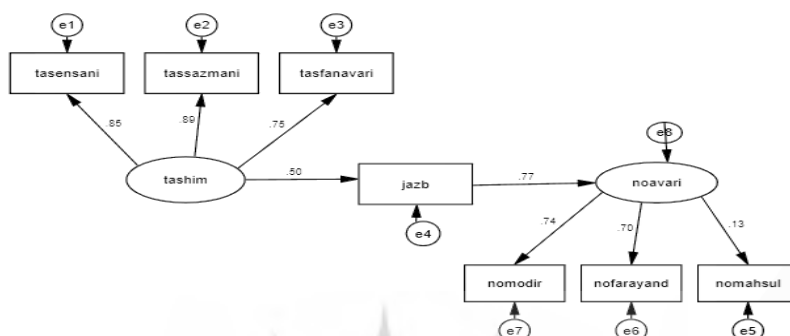 e1
e2
e3
tasensani
tassazmani
tasfanavari
.85
.89
.75
e8
tashim
.50
jazb
.77
noavari
e4
.74
.70
.13
nomodir
nofarayand
nomahsul
e7
e6
e5